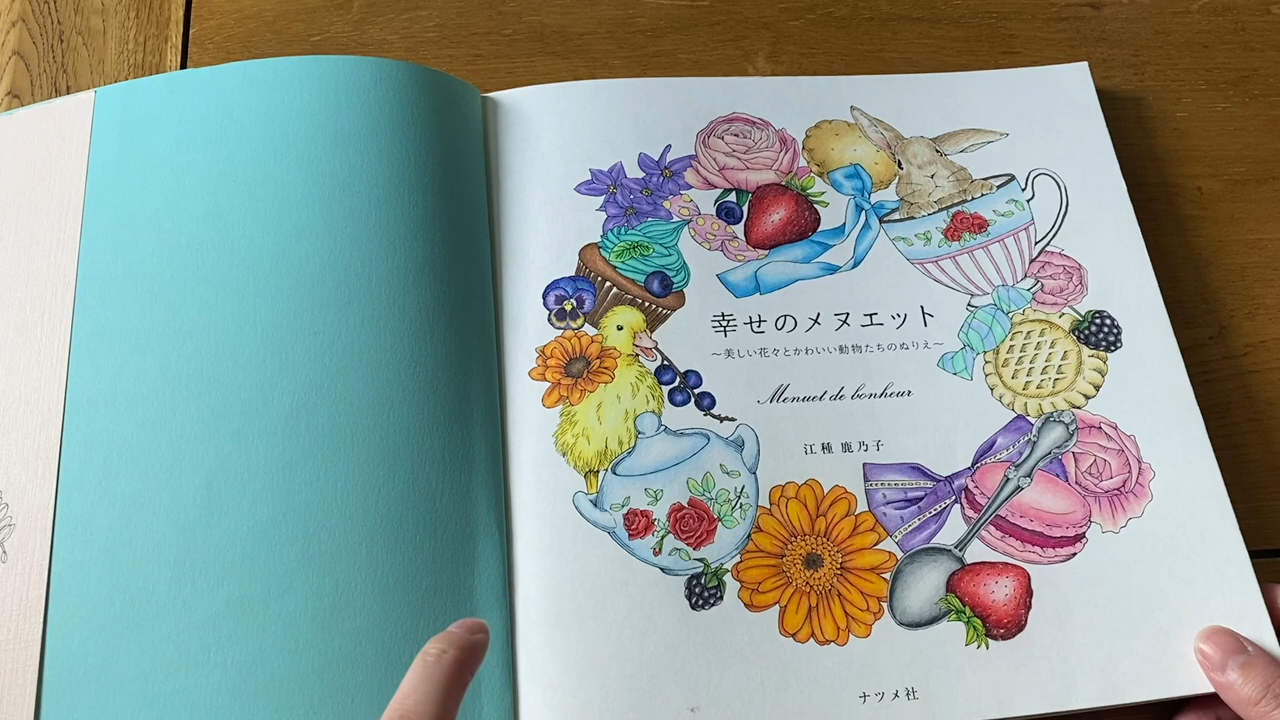 幸せのメヌエット
～美しい花々とかわいい動物たちのぬりえ～
Menuet de bonheur
江種 鹿乃子
ナツメ社